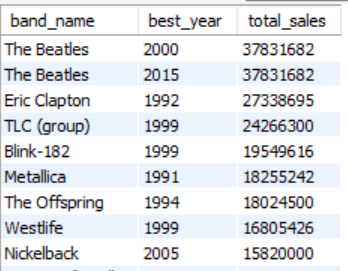 band_name best_year total_sales
The Beatles 2000 37831682
The Beatles 2015 37831682
Eric Clapton 1992 27338695
TLC (group) 1999 24266300
Blink-182 1999 19549616
Metallica 1991 18255242
The Offspring 1994 18024500
Westlife 1999 16805426
Nickelback 2005 15820000